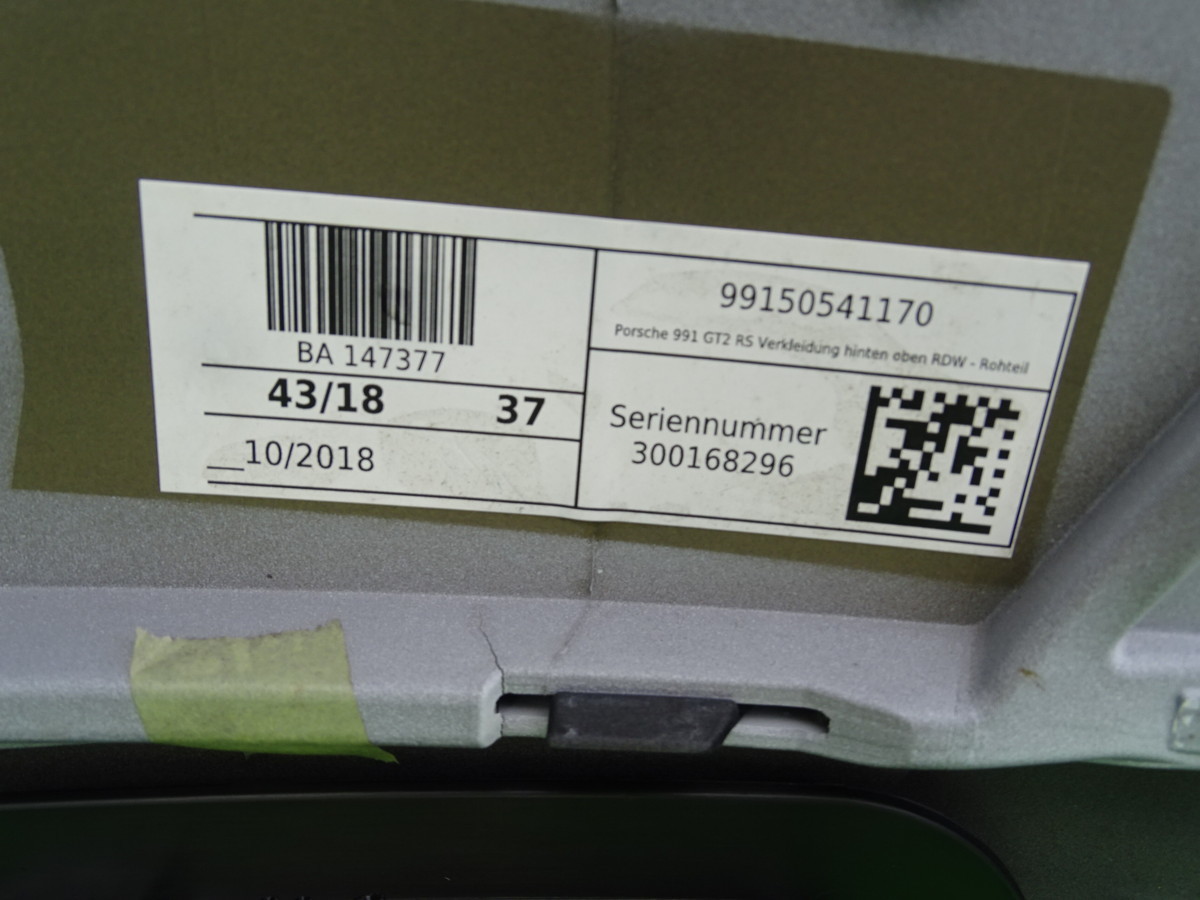 BA 147377
43/18 37
__10/2018
99150541170
Porsche 991 GT2 RS Verkleidung hinten oben RDW - Rohteil
Seriennummer
300168296